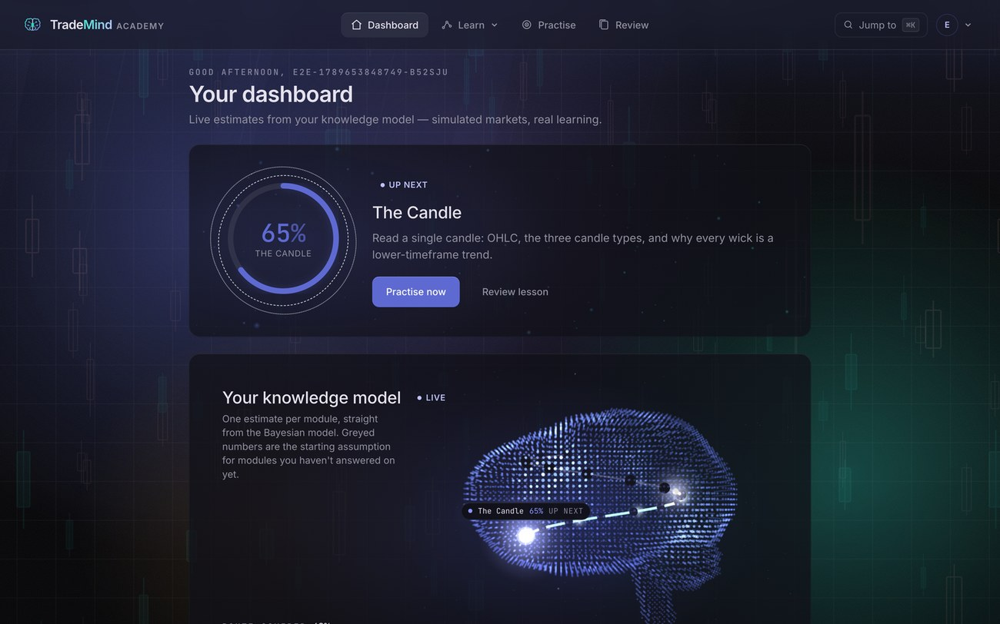 TradeMind ACADEMY
Dashboard
Learn
Practise
Review
Jump to ⌘K
E
GOOD AFTERNOON, E2E-1789653848749-B52SJU
Your dashboard
Live estimates from your knowledge model — simulated markets, real learning.
65%
THE CANDLE
UP NEXT
The Candle
Read a single candle: OHLC, the three candle types, and why every wick is a
lower-timeframe trend.
Practise now
Review lesson
Your knowledge model
LIVE
One estimate per module, straight
from the Bayesian model. Greyed
numbers are the starting assumption
for modules you haven't answered on
yet.
The Candle 65% UP NEXT